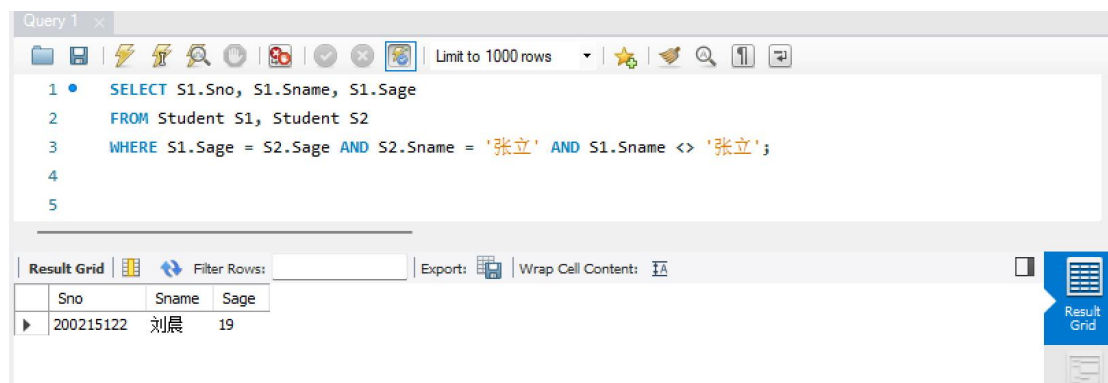 Query 1
Limit to 1000 rows
1 SELECT S1.Sno, S1.Sname, S1.Sage
2 FROM Student S1, Student S2
3 WHERE S1.Sage = S2.Sage AND S2.Sname = '张立' AND S1.Sname <> '张立';
4
5
Result Grid Filter Rows: Export: Wrap Cell Content:
Sno Sname Sage
200215122 刘晨 19
Result
Grid